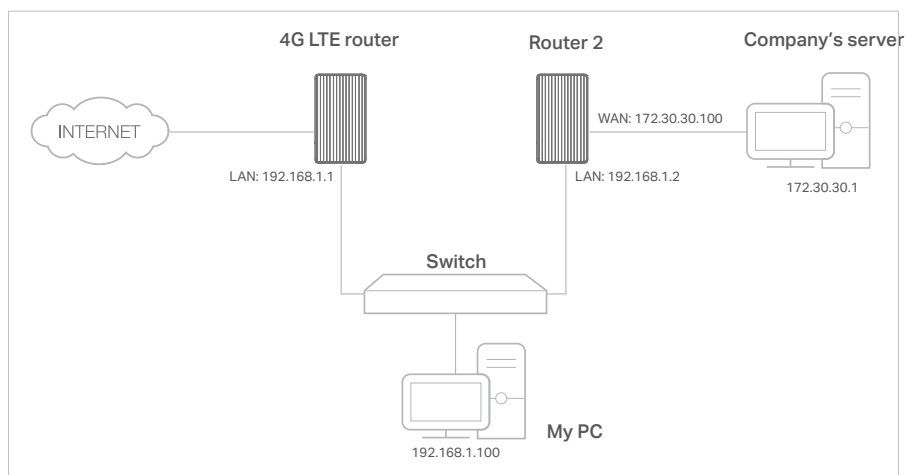 4G LTE router
Router 2
Company's server
INTERNET
WAN: 172.30.30.100
LAN: 192.168.1.1
LAN: 192.168.1.2
172.30.30.1
Switch
My PC
192.168.1.100